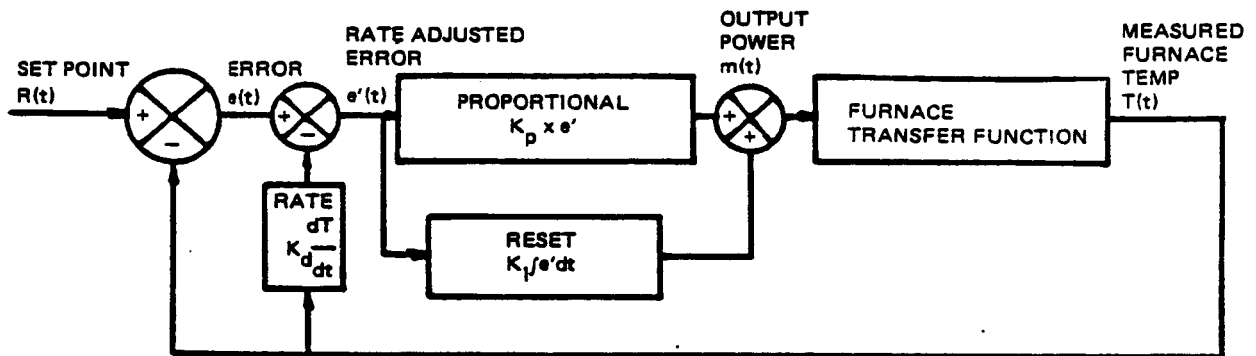 SET POINT
R(t)
+
−
ERROR
e(t)
+
−
RATE ADJUSTED
ERROR
e'(t)
RATE
K_d dT/dt
PROPORTIONAL
K_p x e'
RESET
K_I ∫e'dt
OUTPUT
POWER
m(t)
+
+
FURNACE
TRANSFER FUNCTION
MEASURED
FURNACE
TEMP
T(t)